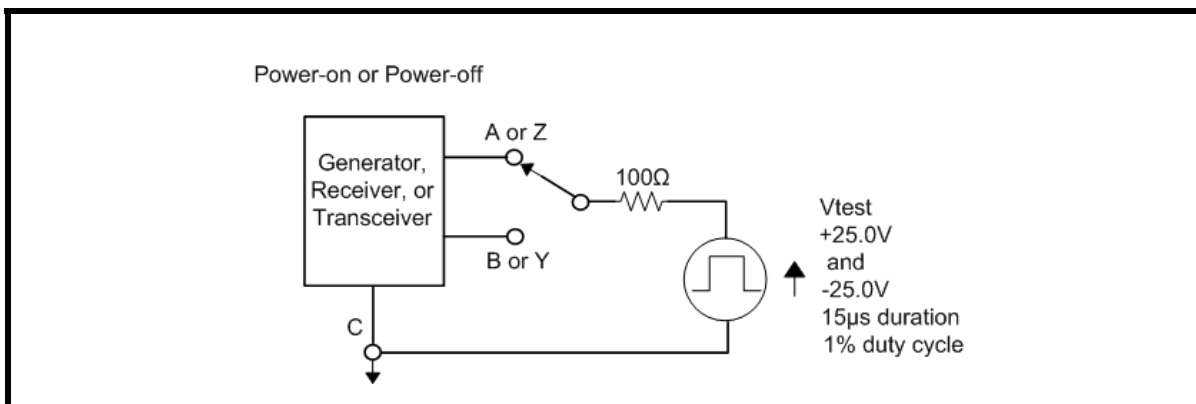 Power-on or Power-off
A or Z
Generator,
Receiver, or
Transceiver
100Ω
B or Y
Vtest
+25.0V
and
-25.0V
15µs duration
1% duty cycle
C